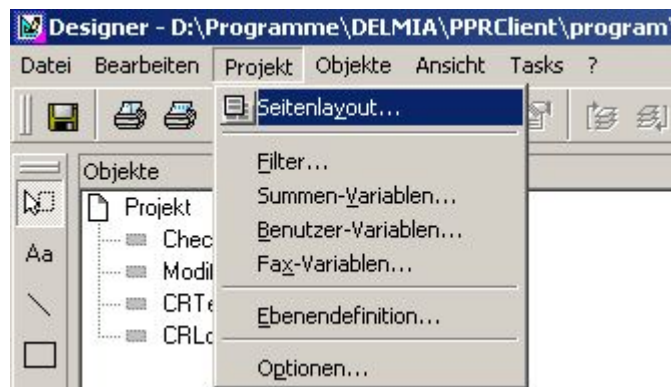 Designer - D:\Programme\DELMIA\PPRClient\program
Datei Bearbeiten Projekt Objekte Ansicht Tasks ?
Seitenlayout...
Objekte
Filter...
Projekt
Summen-Variablen...
Benutzer-Variablen...
Aa
Fax-Variablen...
Ebenendefinition...
Optionen...